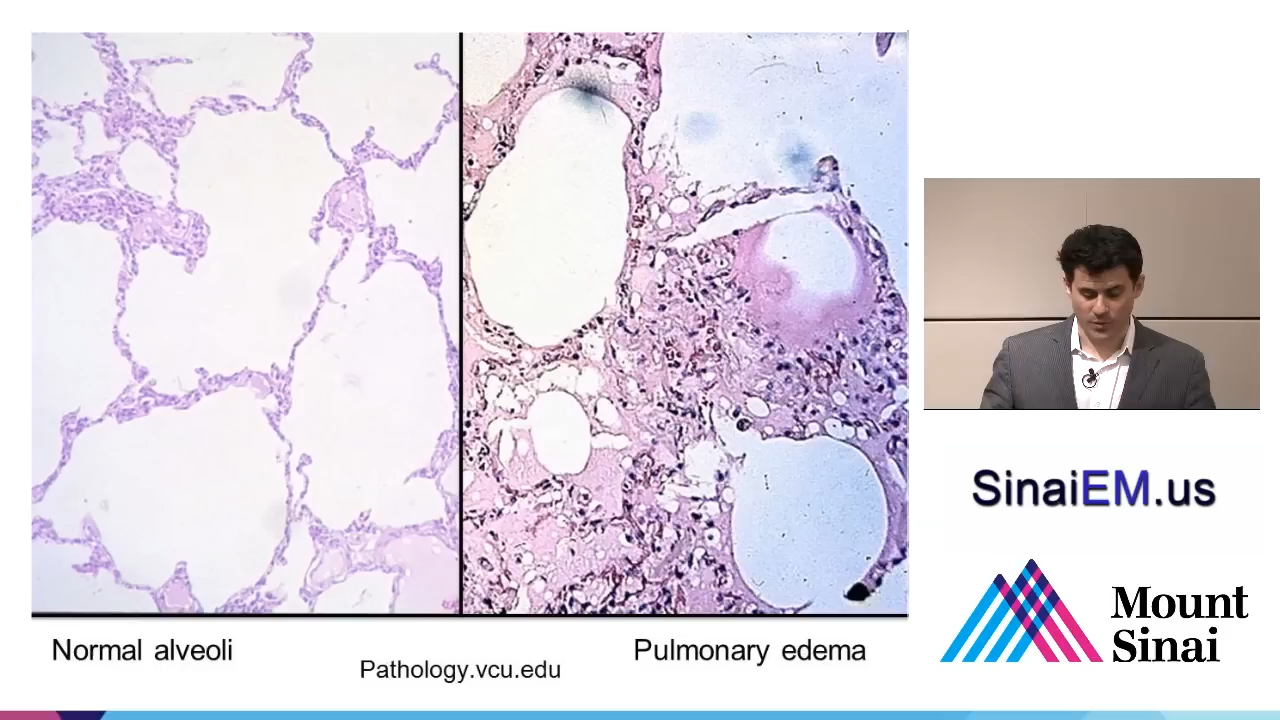 Normal alveoli
Pathology.vcu.edu
Pulmonary edema
SinaiEM.us
Mount
Sinai